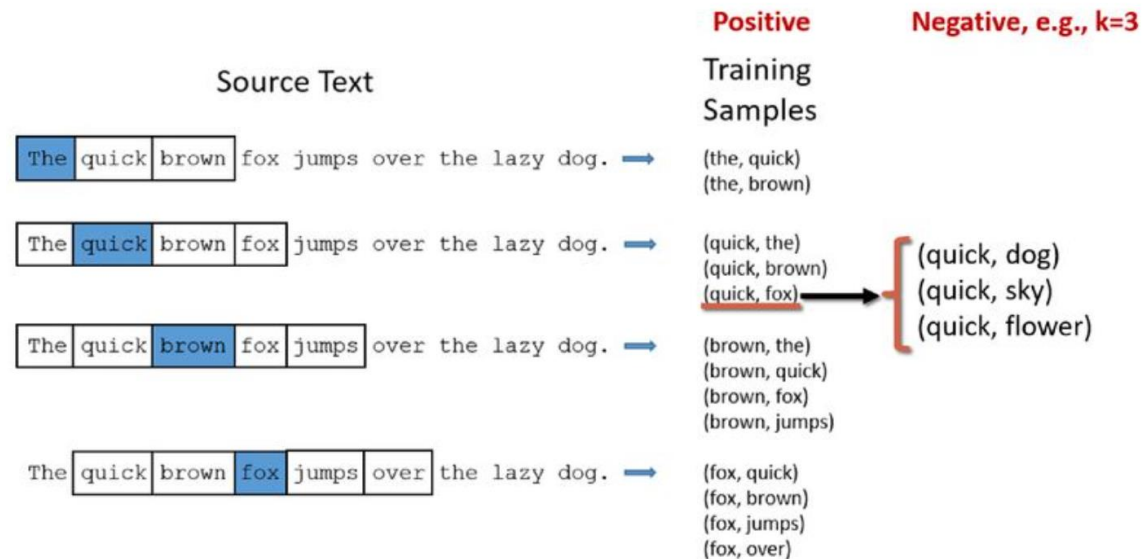 Positive
Negative, e.g., k=3
Source Text
Training
Samples
The quick brown fox jumps over the lazy dog.
(the, quick)
(the, brown)
The quick brown fox jumps over the lazy dog.
(quick, the)
(quick, brown)
(quick, fox)
(quick, dog)
(quick, sky)
(quick, flower)
The quick brown fox jumps over the lazy dog.
(brown, the)
(brown, quick)
(brown, fox)
(brown, jumps)
The quick brown fox jumps over the lazy dog.
(fox, quick)
(fox, brown)
(fox, jumps)
(fox, over)